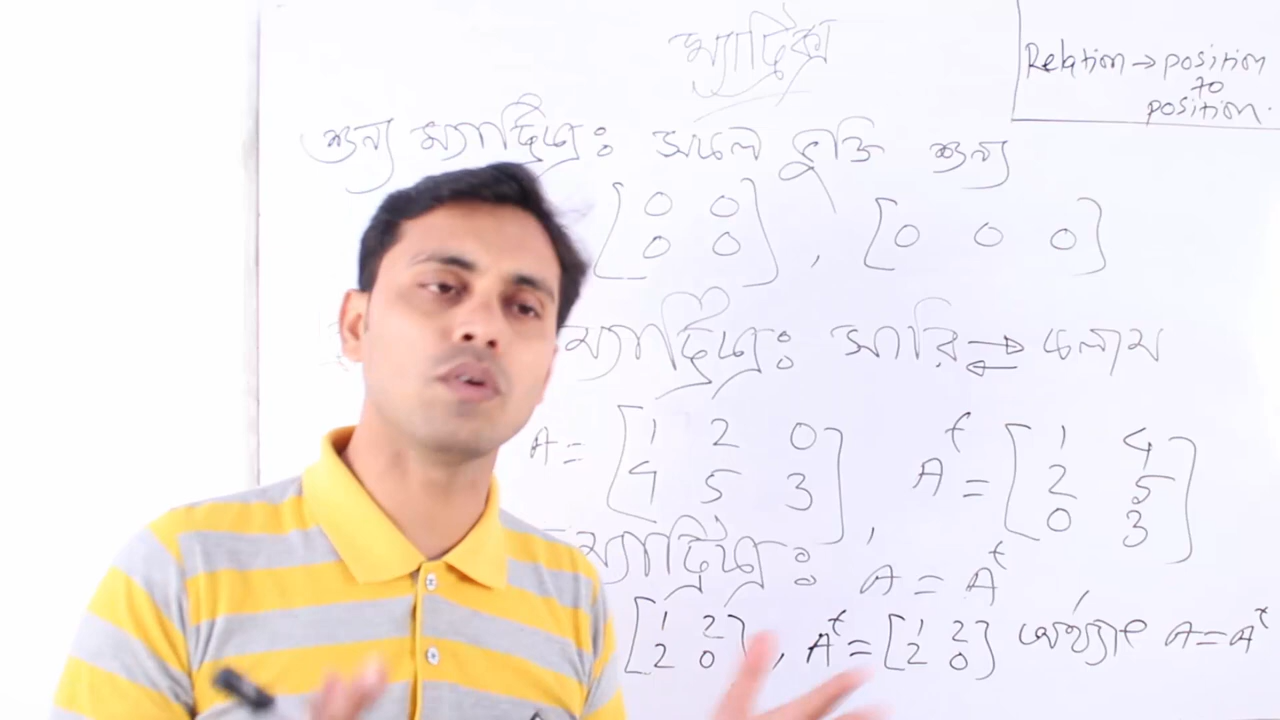 ম্যাট্রিক্স
Relation → position
to
position.
শুন্য ম্যাট্রিক্স: সকল ভুক্তি শুন্য
[0 0
0 0] , [0 0 0]
ম্যাট্রিক্স: সারি ⇄ কলাম
A = [1 2 0
4 5 3] , A^t = [1 4
2 5
0 3]
ম্যাট্রিক্স: A = A^t
[1 2
2 0] , A^t = [1 2
2 0] অর্থাৎ A = A^t